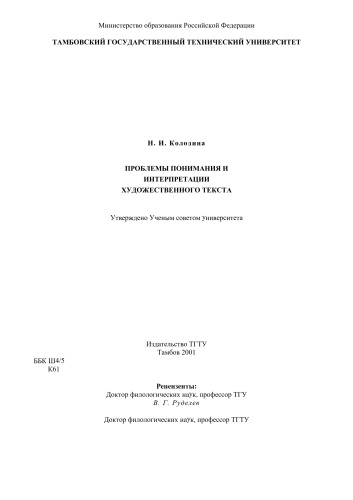 Министерство образования Российской Федерации
ТАМБОВСКИЙ ГОСУДАРСТВЕННЫЙ ТЕХНИЧЕСКИЙ УНИВЕРСИТЕТ
Н. И. Колодина
ПРОБЛЕМЫ ПОНИМАНИЯ И
ИНТЕРПРЕТАЦИИ
ХУДОЖЕСТВЕННОГО ТЕКСТА
Утверждено Ученым советом университета
Издательство ТГТУ
Тамбов 2001
ББК Ш4/5
К61
Рецензенты:
Доктор филологических наук, профессор ТГУ
В. Г. Руделев
Доктор филологических наук, профессор ТГТУ